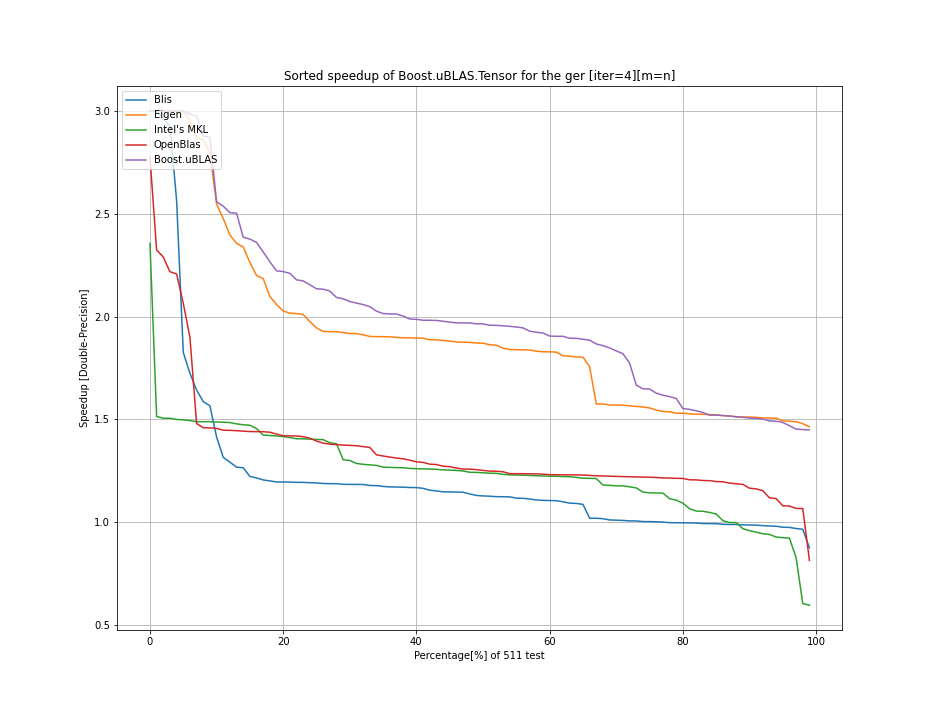 Sorted speedup of Boost.uBLAS.Tensor for the ger [iter=4][m=n]
Blis
Eigen
Intel's MKL
OpenBlas
Boost.uBLAS
3.0
2.5
2.0
1.5
1.0
0.5
Speedup [Double-Precision]
0 20 40 60 80 100
Percentage[%] of 511 test